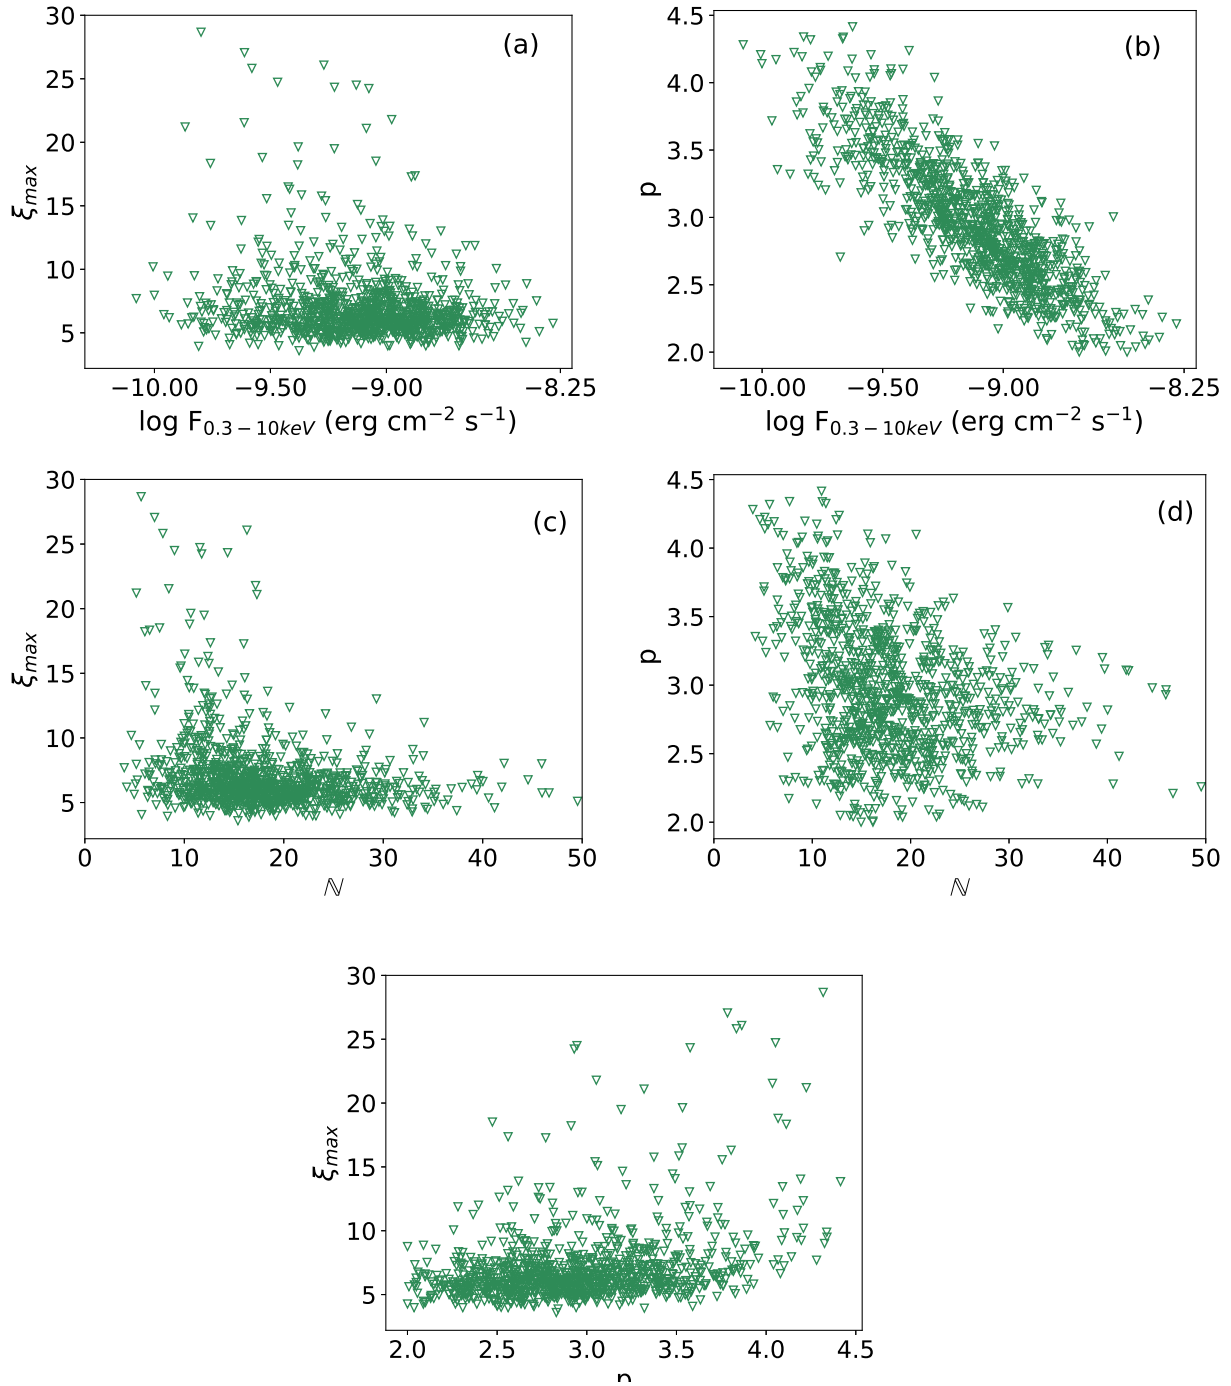 30
25
20
15
10
5
ξmax
(a)
−10.00 −9.50 −9.00 −8.25
log F0.3−10keV (erg cm−2 s−1)
4.5
4.0
3.5
3.0
2.5
2.0
p
(b)
−10.00 −9.50 −9.00 −8.25
log F0.3−10keV (erg cm−2 s−1)
30
25
20
15
10
5
ξmax
(c)
0 10 20 30 40 50
ℕ
4.5
4.0
3.5
3.0
2.5
2.0
p
(d)
0 10 20 30 40 50
ℕ
30
25
20
15
10
5
ξmax
2.0 2.5 3.0 3.5 4.0 4.5
p